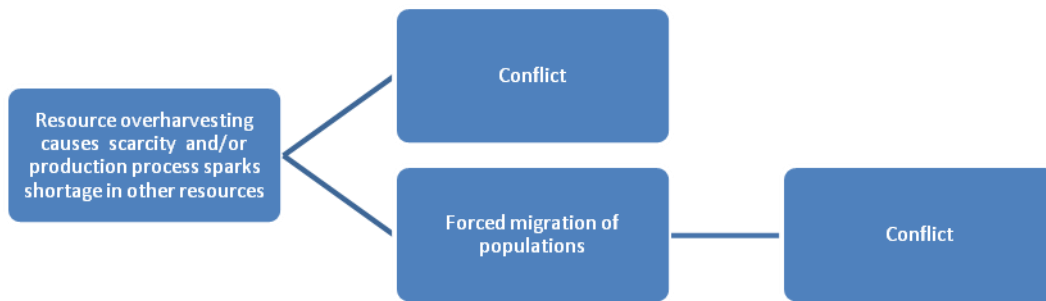 Conflict
Resource overharvesting
causes scarcity and/or
production process sparks
shortage in other resources
Forced migration of
populations
Conflict